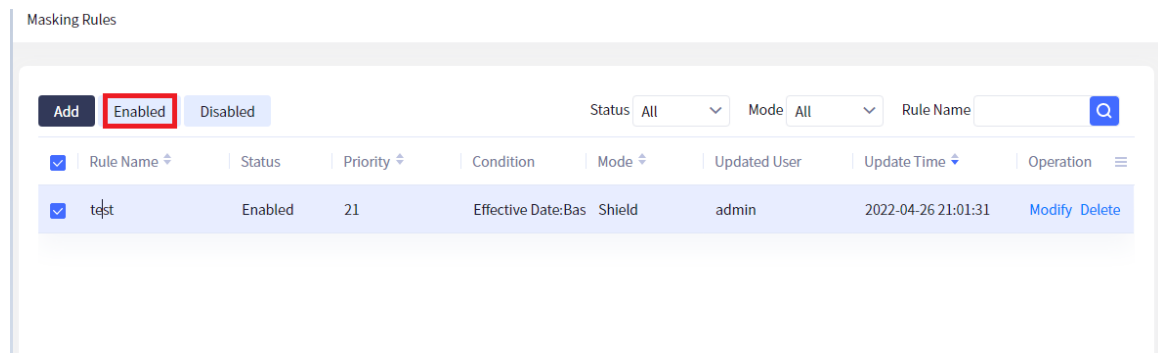 Masking Rules
Add Enabled Disabled Status All Mode All Rule Name
Rule Name Status Priority Condition Mode Updated User Update Time Operation
test Enabled 21 Effective Date:Bas Shield admin 2022-04-26 21:01:31 Modify Delete